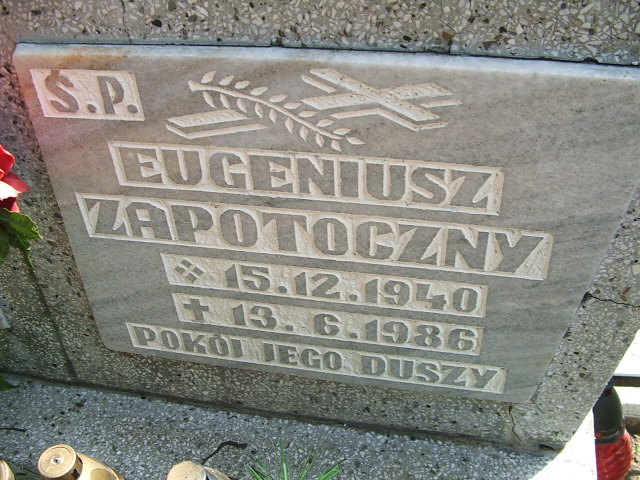 Ś.P.
EUGENIUSZ
ZAPOTOCZNY
15.12.1940
✝ 13.6.1986
POKÓJ JEGO DUSZY